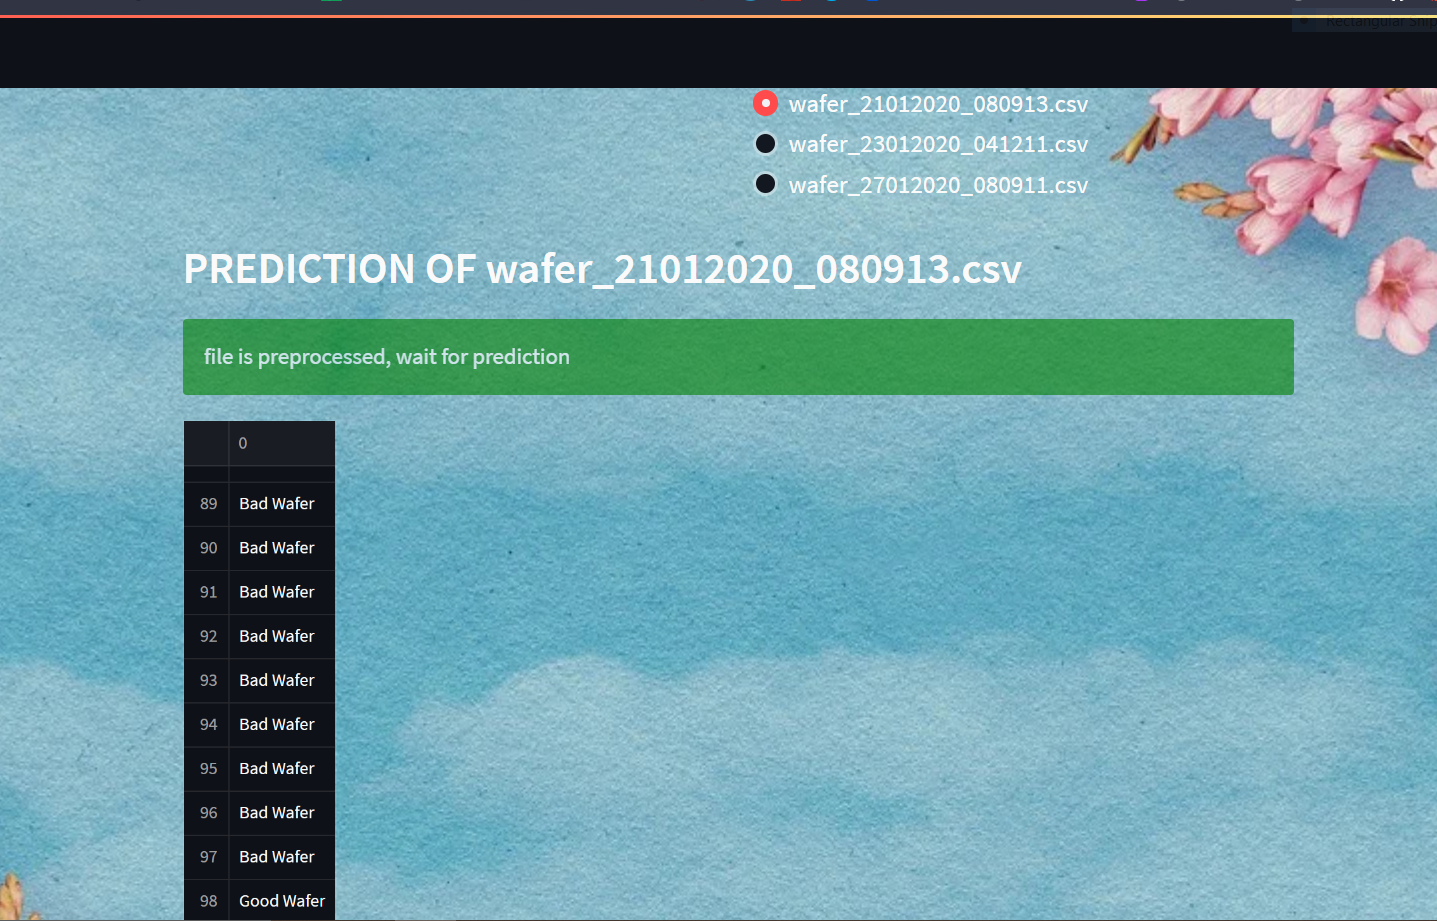 Rectangular Snip
wafer_21012020_080913.csv
wafer_23012020_041211.csv
wafer_27012020_080911.csv
PREDICTION OF wafer_21012020_080913.csv
file is preprocessed, wait for prediction
0
89 Bad Wafer
90 Bad Wafer
91 Bad Wafer
92 Bad Wafer
93 Bad Wafer
94 Bad Wafer
95 Bad Wafer
96 Bad Wafer
97 Bad Wafer
98 Good Wafer